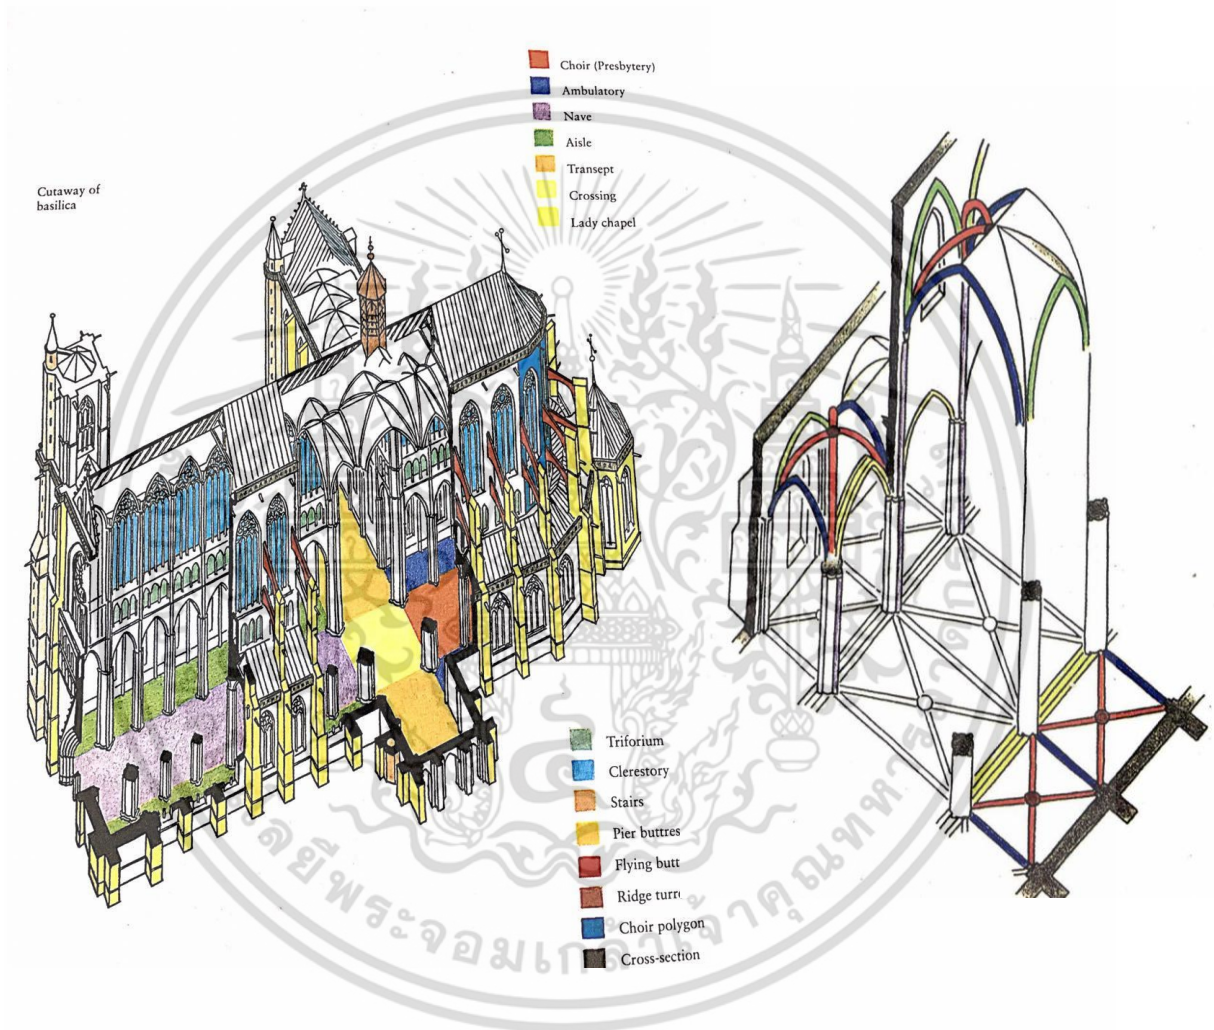 Choir (Presbytery)
Ambulatory
Nave
Aisle
Transept
Crossing
Lady chapel
Cutaway of
basilica
Triforium
Clerestory
Stairs
Pier buttres
Flying butt
Ridge turr
Choir polygon
Cross-section